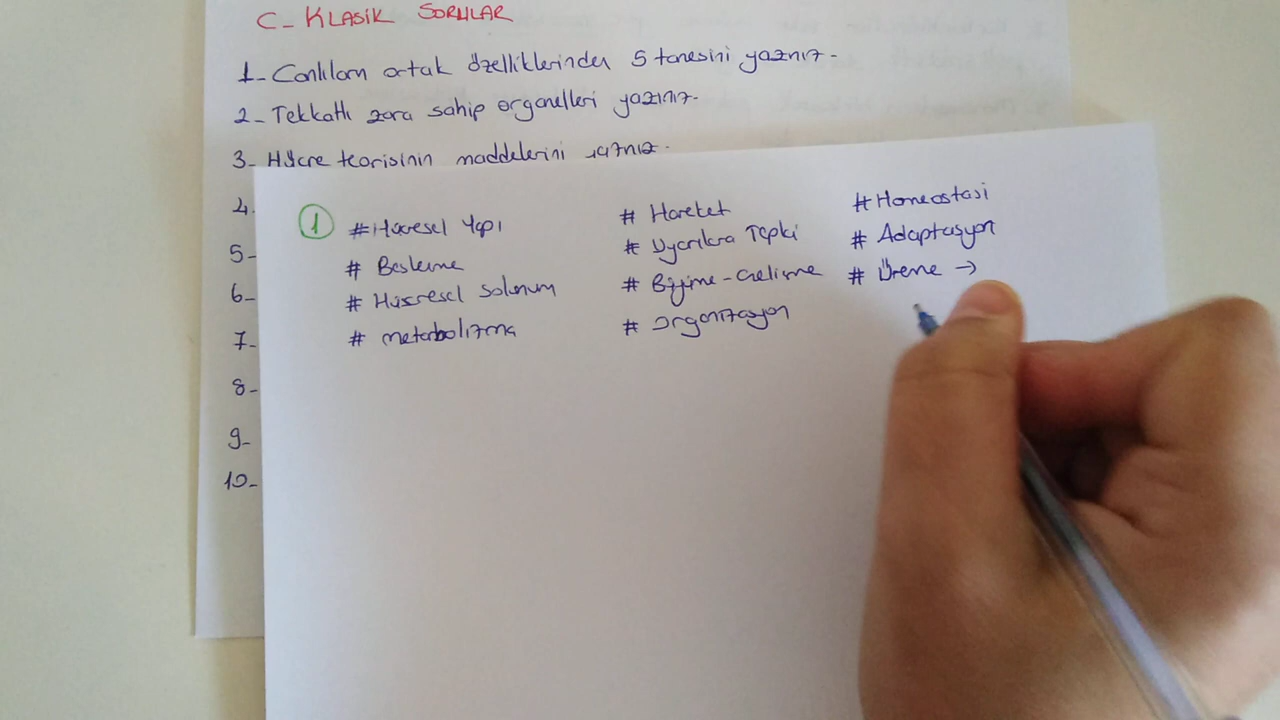 C- KLASİK SORULAR
1- Canlıların ortak özelliklerinden 5 tanesini yazınız.
2- Tekkatlı zara sahip organelleri yazınız.
3- Hücre teorisinin maddelerini yazınız.
4.
5-
6-
7-
8-
9-
10-
1
# Hücresel Yapı
# Beslenme
# Hücresel Solunum
# metabolizma
# Hareket
# Uyarılara Tepki
# Büyüme-Gelişme
# Organizasyon
# Homeostasi
# Adaptasyon
# Üreme →